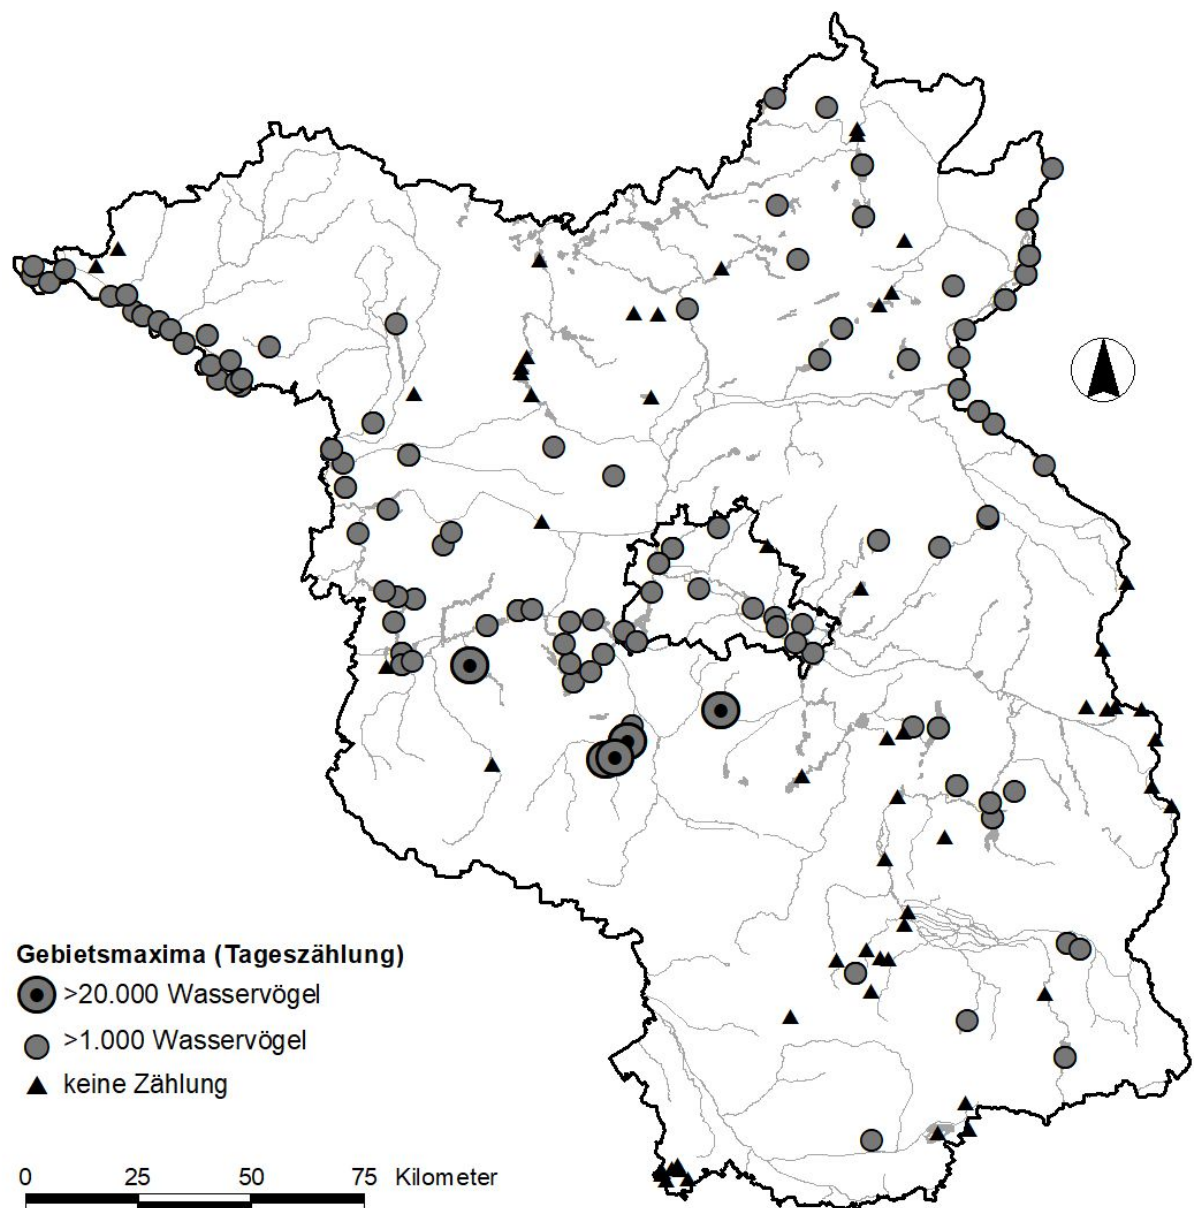 Gebietsmaxima (Tageszählung)
>20.000 Wasservögel
>1.000 Wasservögel
keine Zählung
0 25 50 75 Kilometer